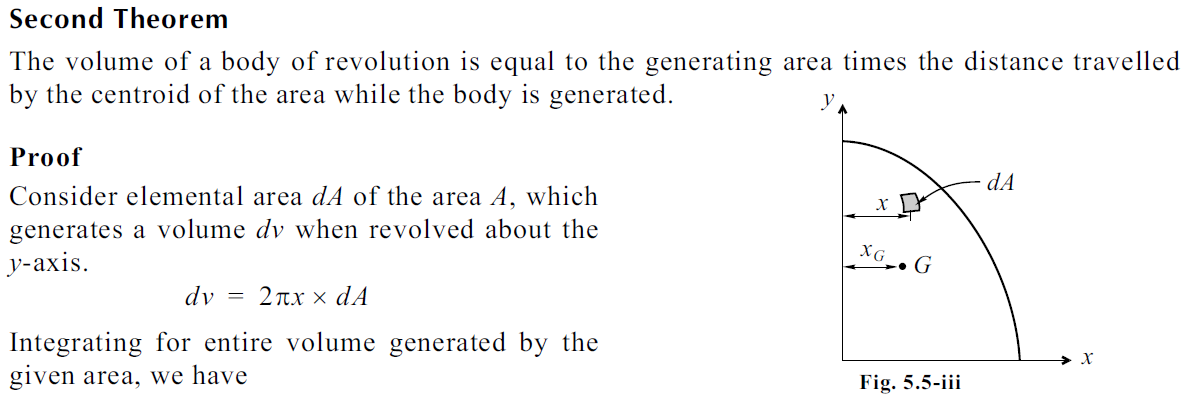 Second Theorem
The volume of a body of revolution is equal to the generating area times the distance travelled
by the centroid of the area while the body is generated.
Proof
Consider elemental area dA of the area A, which
generates a volume dv when revolved about the
y-axis.
dv = 2πx × dA
Integrating for entire volume generated by the
given area, we have
y
dA
x
x_G
G
x
Fig. 5.5-iii